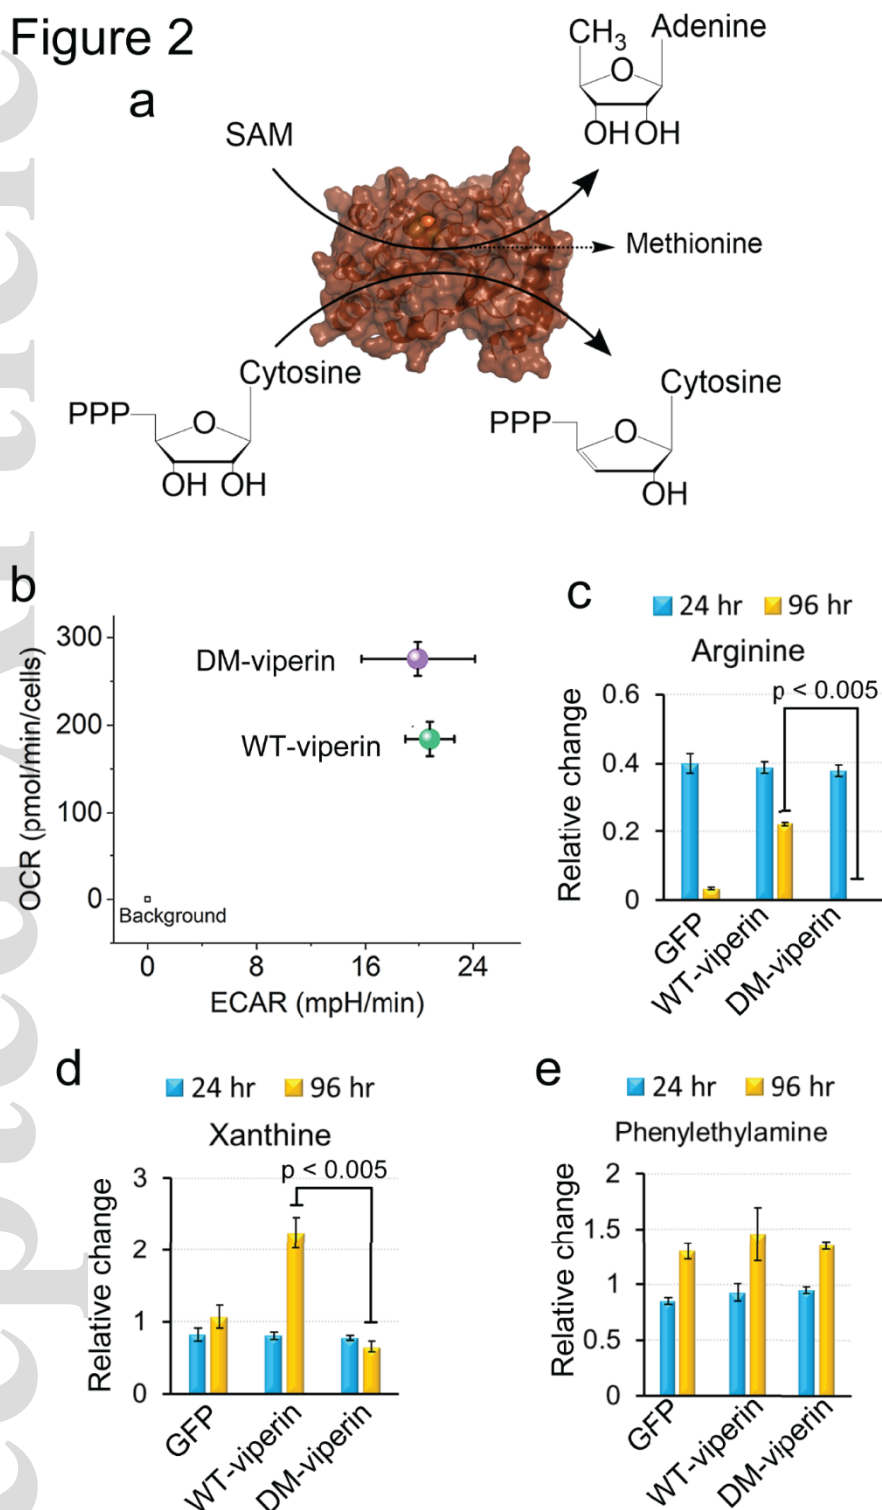 Figure 2
a
SAM
CH3 Adenine
O
OH OH
Methionine
Cytosine
PPP
O
OH OH
Cytosine
PPP
O
OH
b
OCR (pmol/min/cells)
300
200
100
0
DM-viperin
WT-viperin
Background
0 8 16 24
ECAR (mpH/min)
c
24 hr 96 hr
Arginine
p < 0.005
Relative change
0.6
0.4
0.2
0
GFP
WT-viperin
DM-viperin
d
24 hr 96 hr
Xanthine
p < 0.005
Relative change
3
2
1
0
GFP
WT-viperin
DM-viperin
e
24 hr 96 hr
Phenylethylamine
Relative change
2
1.5
1
0.5
0
GFP
WT-viperin
DM-viperin